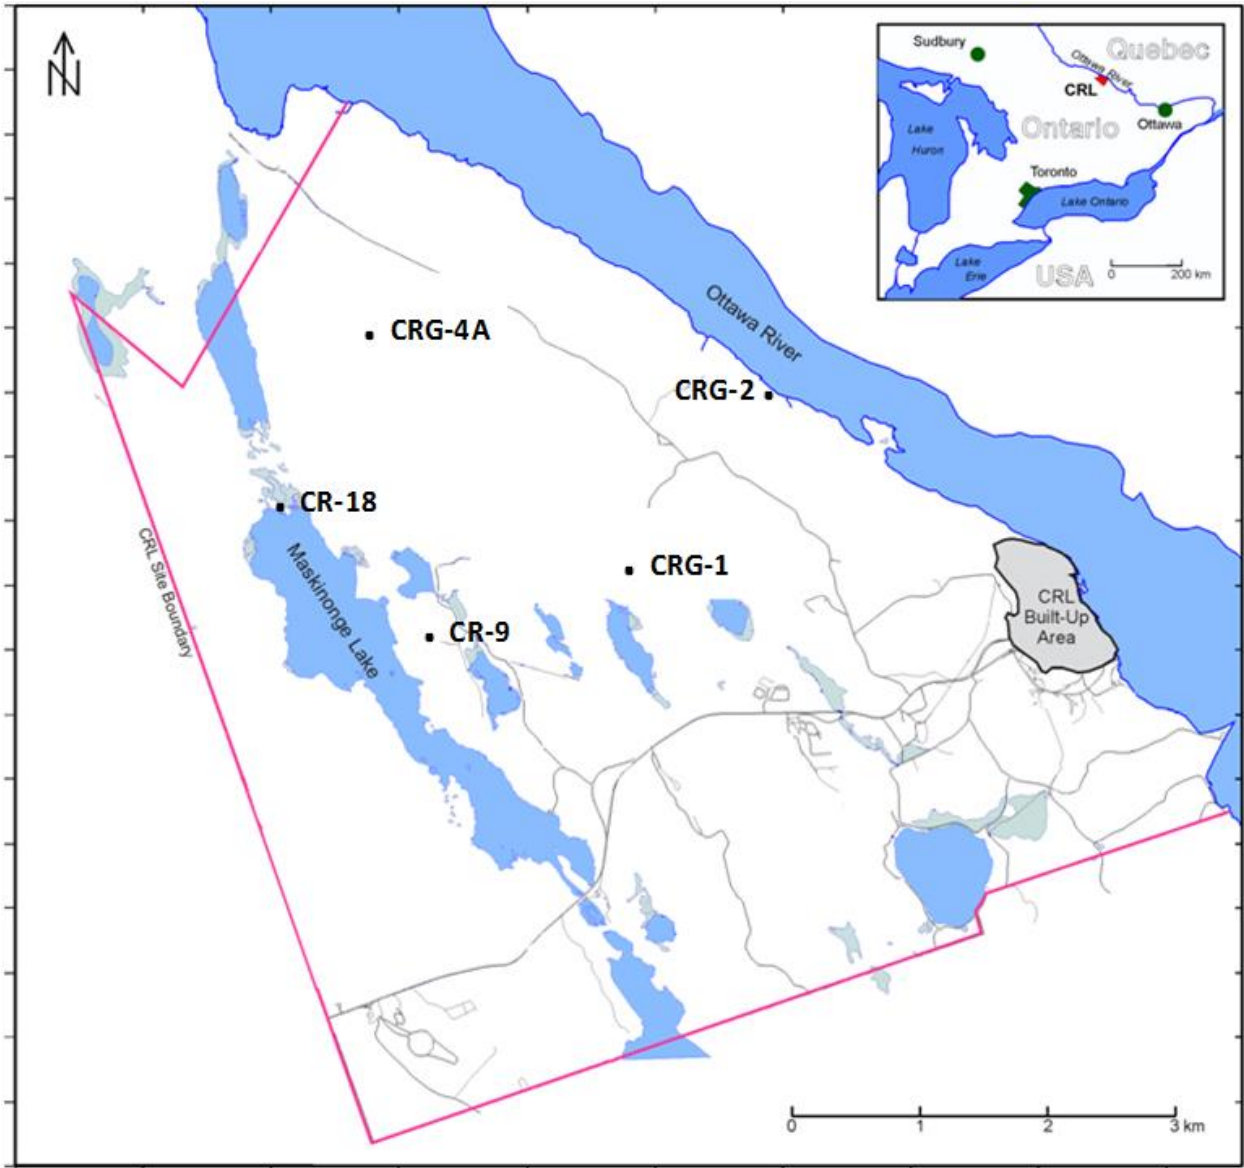 N
Sudbury
Quebec
Ottawa River
CRL
Ottawa
Ontario
Lake
Huron
Toronto
Lake Ontario
Lake
Erie
USA
0 200 km
Ottawa River
CRG-4A
CRG-2
CR-18
CRG-1
CRL Site Boundary
Maskinonge Lake
CR-9
CRL
Built-Up
Area
0 1 2 3 km